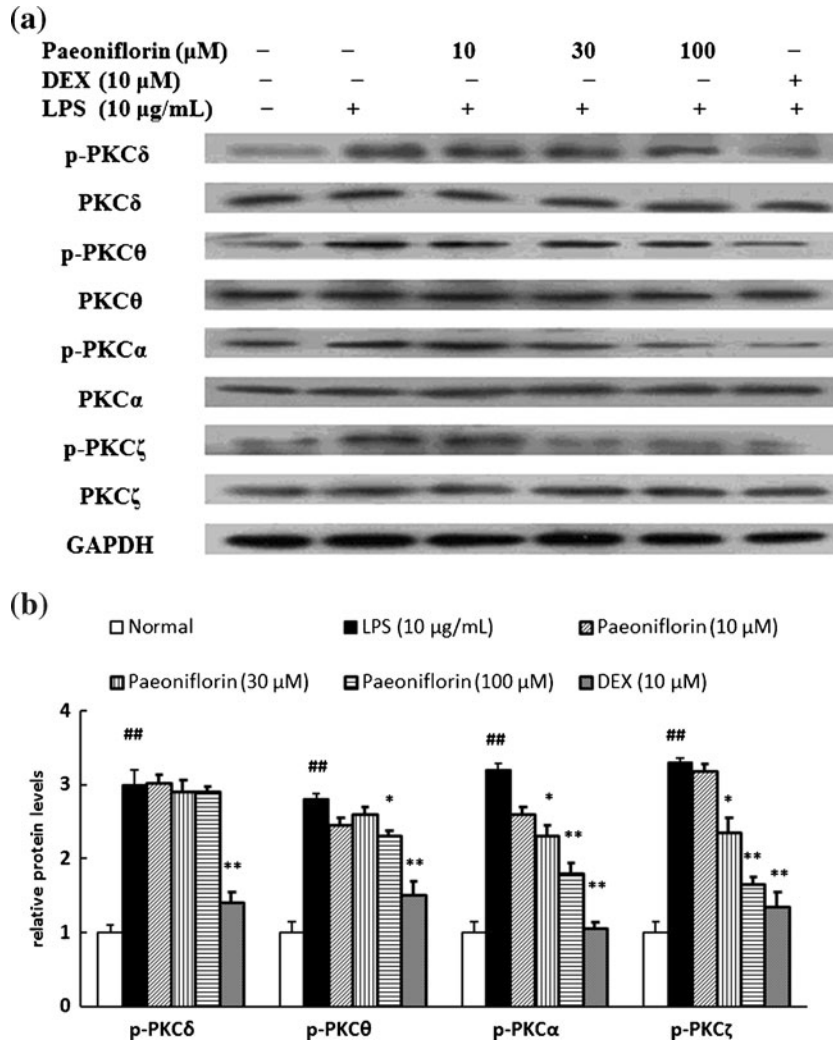 (a)
Paeoniflorin (μM) – – 10 30 100 –
DEX (10 μM) – – – – – +
LPS (10 μg/mL) – + + + + +
p-PKCδ
PKCδ
p-PKCθ
PKCθ
p-PKCα
PKCα
p-PKCζ
PKCζ
GAPDH
(b)
Normal LPS (10 μg/mL) Paeoniflorin (10 μM)
Paeoniflorin (30 μM) Paeoniflorin (100 μM) DEX (10 μM)
relative protein levels
4
3
2
1
0
## ** 
## * **
## * ** **
## * ** **
p-PKCδ p-PKCθ p-PKCα p-PKCζ